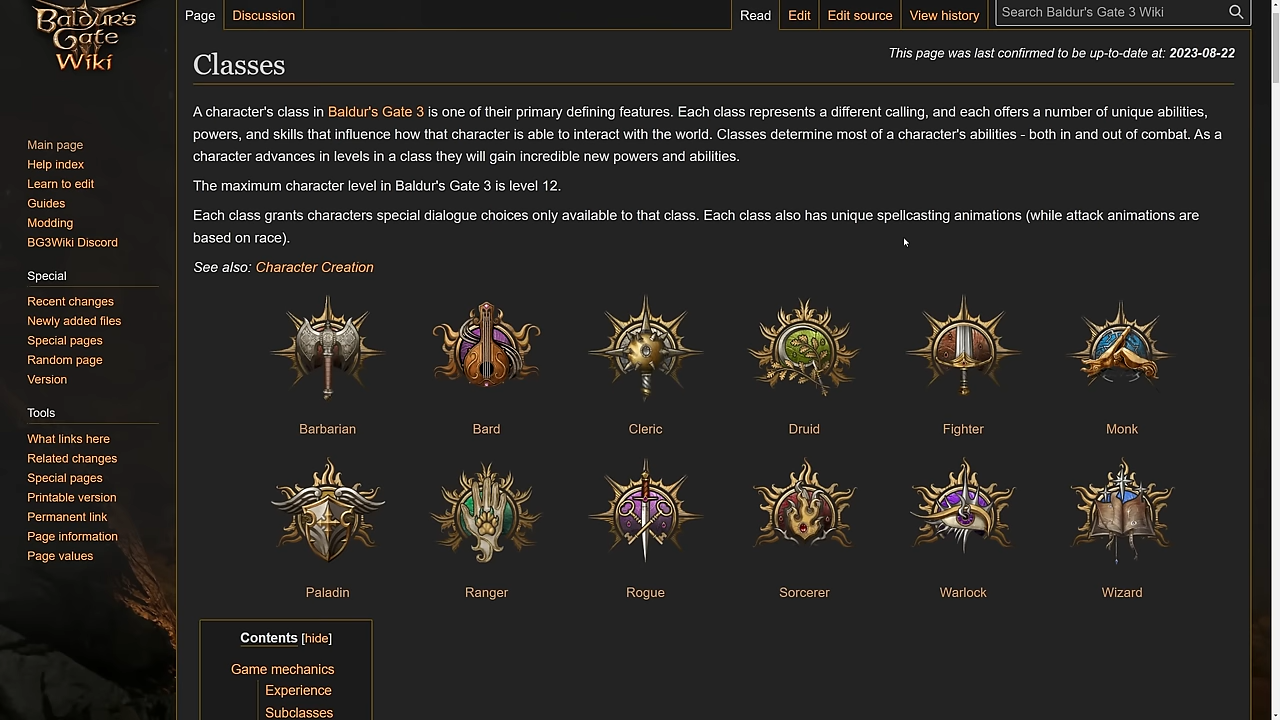 Baldur's
Gate
Wiki
Page
Discussion
Read
Edit
Edit source
View history
Search Baldur's Gate 3 Wiki
This page was last confirmed to be up-to-date at: 2023-08-22
Classes
A character's class in Baldur's Gate 3 is one of their primary defining features. Each class represents a different calling, and each offers a number of unique abilities,
powers, and skills that influence how that character is able to interact with the world. Classes determine most of a character's abilities - both in and out of combat. As a
character advances in levels in a class they will gain incredible new powers and abilities.
The maximum character level in Baldur's Gate 3 is level 12.
Each class grants characters special dialogue choices only available to that class. Each class also has unique spellcasting animations (while attack animations are
based on race).
See also: Character Creation
Main page
Help index
Learn to edit
Guides
Modding
BG3Wiki Discord
Special
Recent changes
Newly added files
Special pages
Random page
Version
Tools
What links here
Related changes
Special pages
Printable version
Permanent link
Page information
Page values
Barbarian
Bard
Cleric
Druid
Fighter
Monk
Paladin
Ranger
Rogue
Sorcerer
Warlock
Wizard
Contents [hide]
Game mechanics
Experience
Subclasses